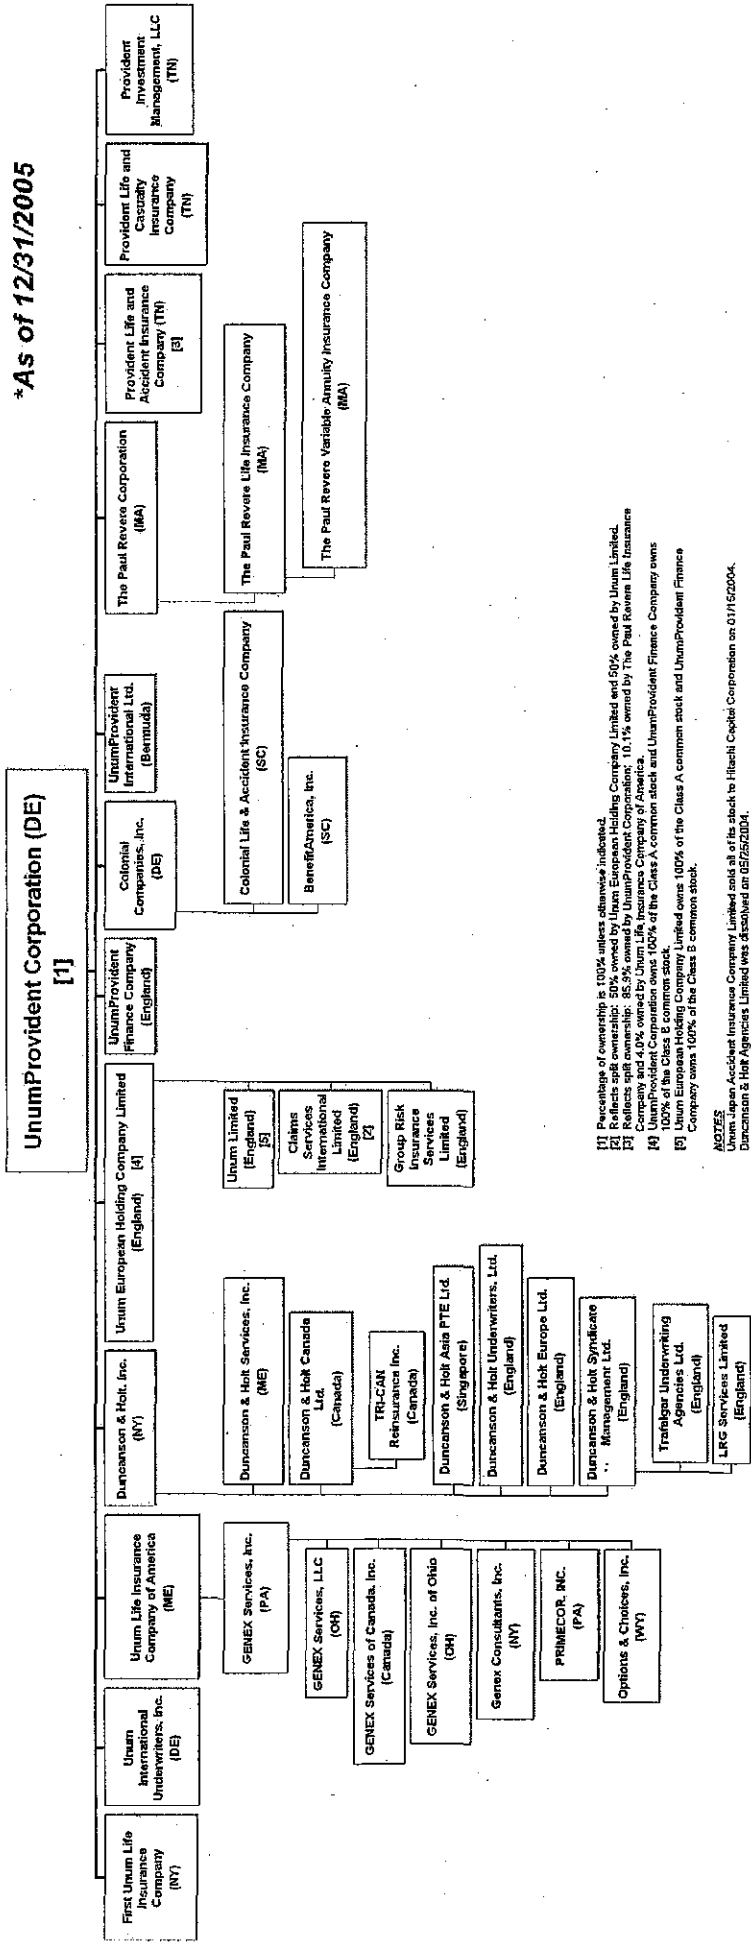 *As of 12/31/2005
UnumProvident Corporation (DE)
[1]
First Unum Life
Insurance
Company
(NY)
Unum
International
Underwriters, Inc.
(DE)
Unum Life Insurance
Company of America
(ME)
Duncanson & Holt, Inc.
(NY)
Unum European Holding Company Limited
(England) [4]
UnumProvident
Finance Company
(England)
Colonial
Companies, Inc.
(DE)
UnumProvident
International Ltd.
(Bermuda)
The Paul Revere Corporation
(MA)
Provident Life and
Accident Insurance
Company (TN)
[3]
Provident Life and
Casualty
Insurance
Company
(TN)
Provident
Investment
Management, LLC
(TN)
GENEX Services, Inc.
(PA)
GENEX Services, LLC
(OH)
GENEX Services of Canada, Inc.
(Canada)
GENEX Services, Inc. of Ohio
(OH)
Genex Consultants, Inc.
(NY)
PRIMECOR, INC.
(PA)
Options & Choices, Inc.
(WY)
Duncanson & Holt Services, Inc.
(ME)
Duncanson & Holt Canada
Ltd.
(Canada)
TRI-CAN
Reinsurance Inc.
(Canada)
Duncanson & Holt Asia PTE Ltd.
(Singapore)
Duncanson & Holt Underwriters, Ltd.
(England)
Duncanson & Holt Europe Ltd.
(England)
Duncanson & Holt Syndicate
Management Ltd.
(England)
Trafalgar Underwriting
Agencies Ltd.
(England)
LRG Services Limited
(England)
Unum Limited
(England)
[5]
Claims
Services
International
Limited
(England)
[2]
Group Risk
Insurance
Services
Limited
(England)
Colonial Life & Accident Insurance Company
(SC)
BenefitAmerica, Inc.
(SC)
The Paul Revere Life Insurance Company
(MA)
The Paul Revere Variable Annuity Insurance Company
(MA)
[1] Percentage of ownership is 100% unless otherwise indicated.
[2] Reflects split ownership: 50% owned by Unum European Holding Company Limited and 50% owned by Unum Limited.
[3] Reflects split ownership: 85.9% owned by UnumProvident Corporation; 10.1% owned by The Paul Revere Life Insurance
Company and 4.0% owned by Unum Life Insurance Company of America.
[4] UnumProvident Corporation owns 100% of the Class A common stock and UnumProvident Finance Company owns
100% of the Class B common stock.
[5] Unum European Holding Company Limited owns 100% of the Class A common stock and UnumProvident Finance
Company owns 100% of the Class B common stock.
NOTES
Unum Japan Accident Insurance Company Limited sold all of its stock to Hitachi Capital Corporation on 01/15/2004.
Duncanson & Holt Agencies Limited was dissolved on 05/25/2004.